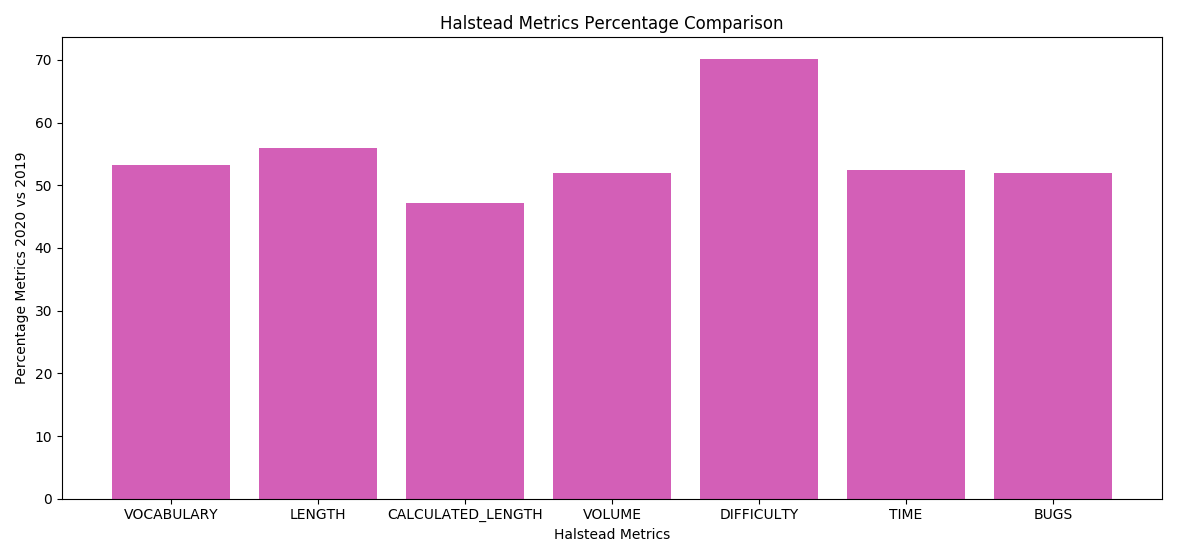 Halstead Metrics Percentage Comparison
Percentage Metrics 2020 vs 2019
70
60
50
40
30
20
10
0
VOCABULARY LENGTH CALCULATED_LENGTH VOLUME DIFFICULTY TIME BUGS
Halstead Metrics